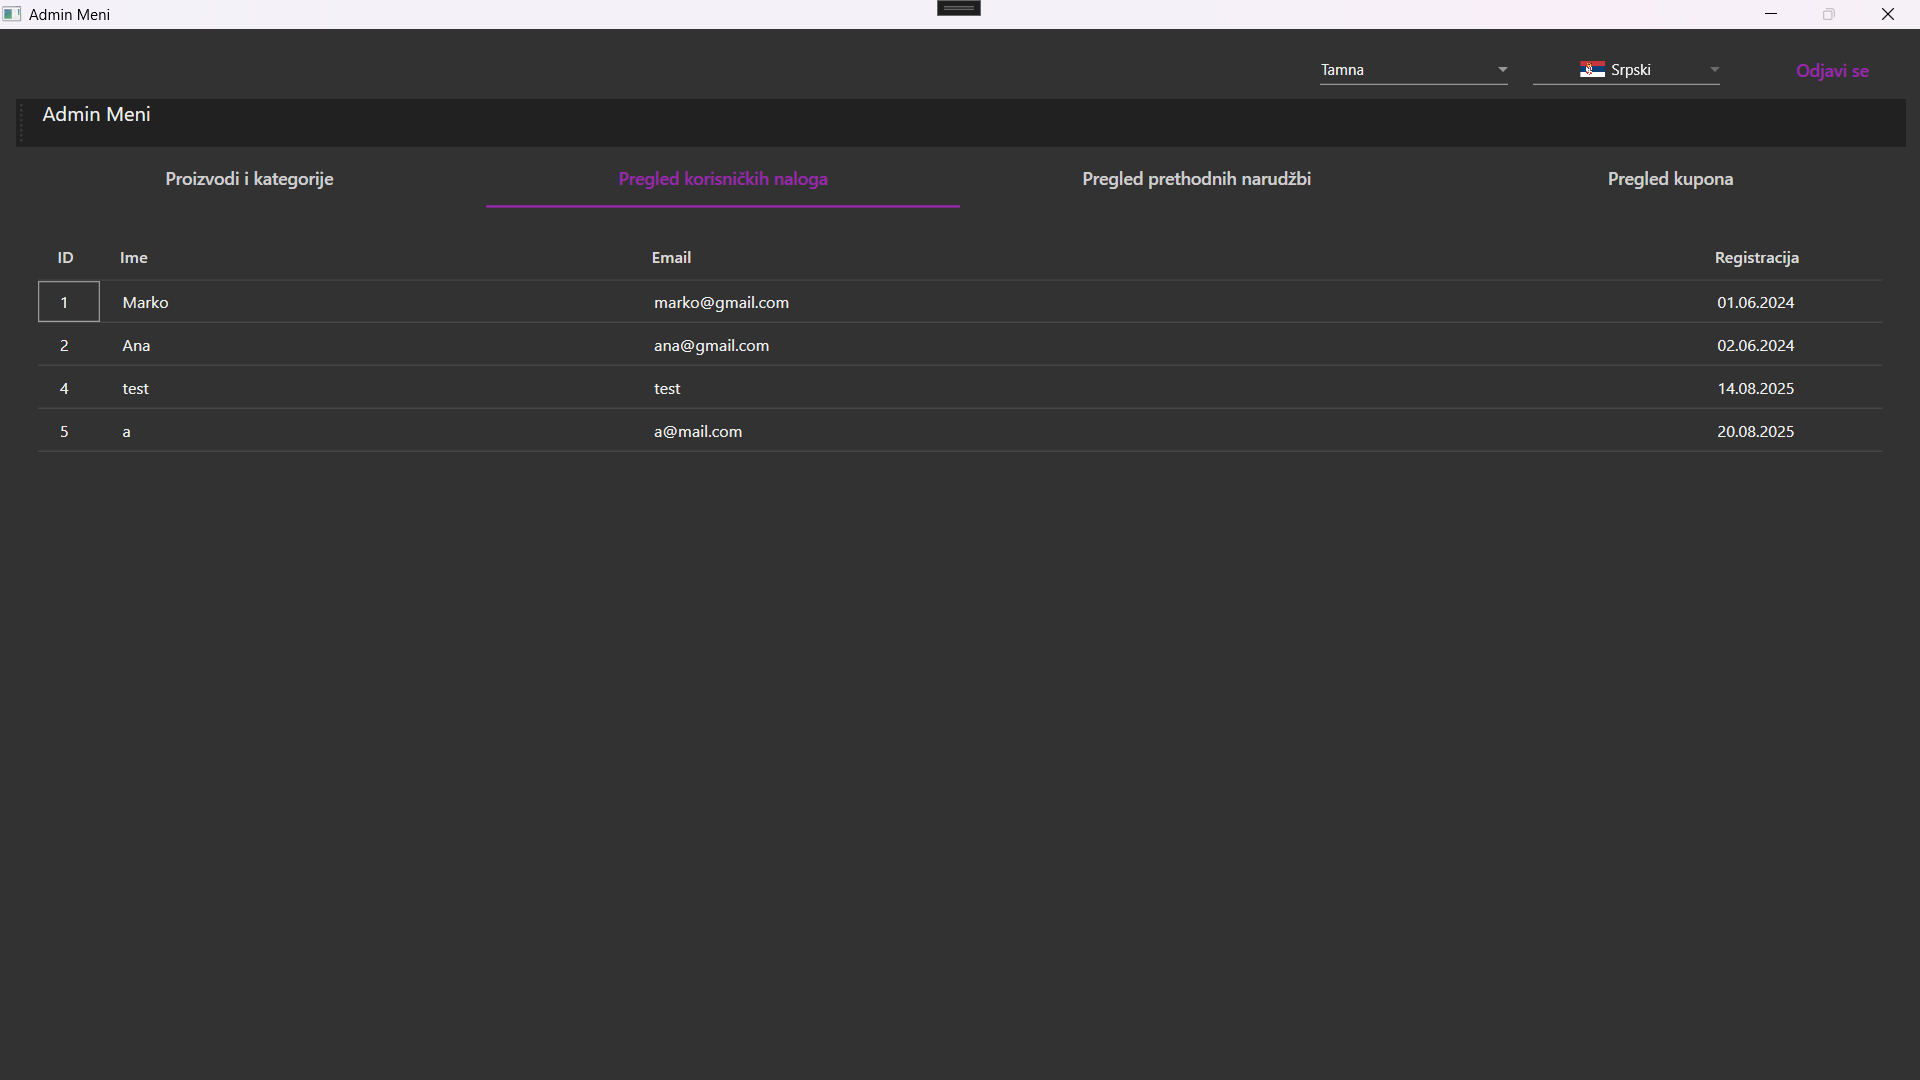 Admin Meni
Tamna Srpski Odjavi se
Admin Meni
Proizvodi i kategorije Pregled korisničkih naloga Pregled prethodnih narudžbi Pregled kupona
ID Ime Email Registracija
1 Marko marko@gmail.com 01.06.2024
2 Ana ana@gmail.com 02.06.2024
4 test test 14.08.2025
5 a a@mail.com 20.08.2025